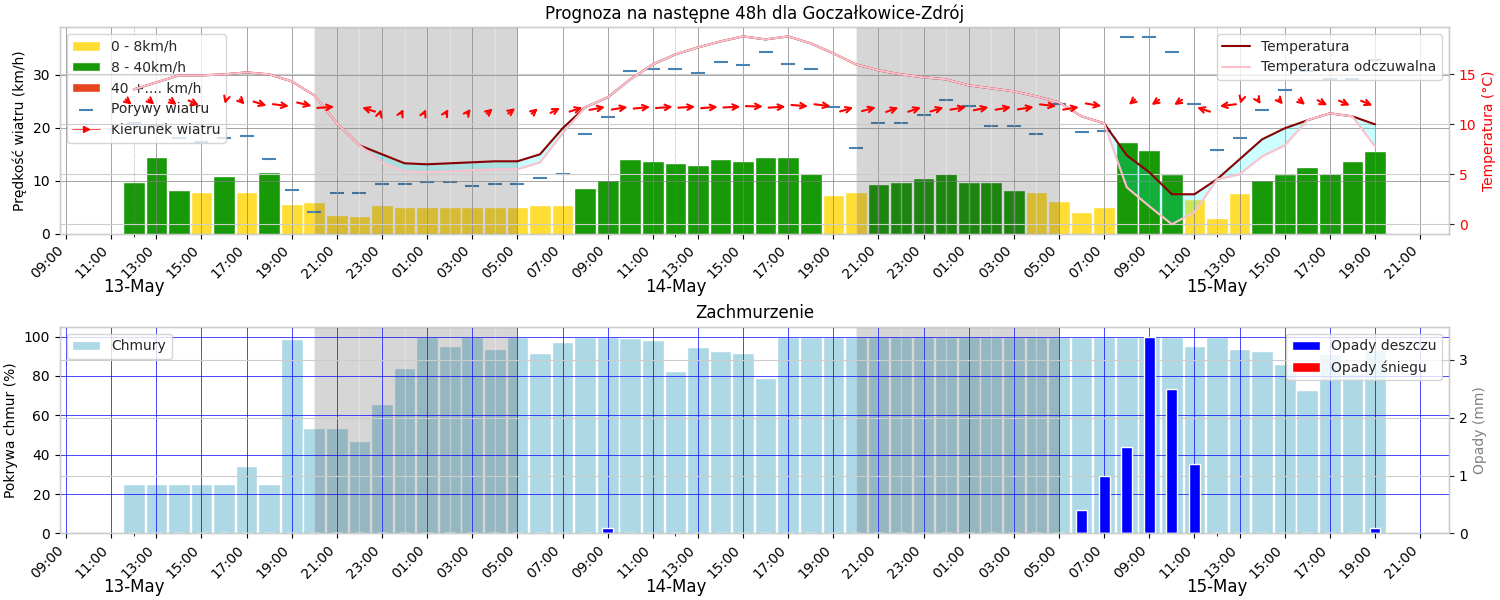 Prognoza na następne 48h dla Goczałkowice-Zdrój
Prędkość wiatru (km/h)
30
20
10
0
0 - 8km/h
8 - 40km/h
40 +.... km/h
Porywy wiatru
Kierunek wiatru
Temperatura
Temperatura odczuwalna
15
10
5
0
Temperatura (°C)
09:00 11:00 13:00 15:00 17:00 19:00 21:00 23:00 01:00 03:00 05:00 07:00 09:00 11:00 13:00 15:00 17:00 19:00 21:00 23:00 01:00 03:00 05:00 07:00 09:00 11:00 13:00 15:00 17:00 19:00 21:00
13-May 14-May 15-May
Zachmurzenie
Pokrywa chmur (%)
100
80
60
40
20
0
Chmury
Opady deszczu
Opady śniegu
3
2
1
0
Opady (mm)
09:00 11:00 13:00 15:00 17:00 19:00 21:00 23:00 01:00 03:00 05:00 07:00 09:00 11:00 13:00 15:00 17:00 19:00 21:00 23:00 01:00 03:00 05:00 07:00 09:00 11:00 13:00 15:00 17:00 19:00 21:00
13-May 14-May 15-May